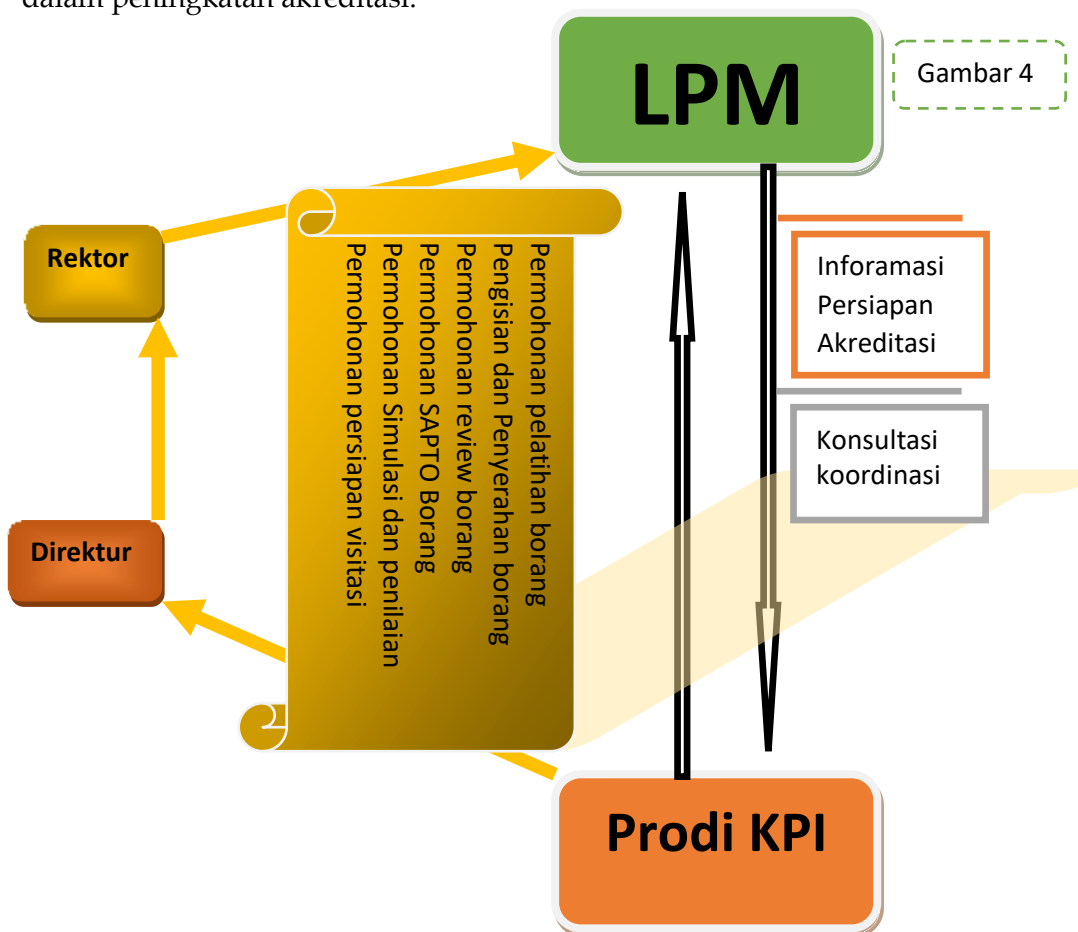 dalam peningkatan akreditasi.
LPM
Gambar 4
Rektor
Permohonan pelatihan borang
Pengisian dan Penyerahan borang
Permohonan review borang
Permohonan SAPTO Borang
Permohonan Simulasi dan penilaian
Permohonan persiapan visitasi
Inforamasi
Persiapan
Akreditasi
Konsultasi
koordinasi
Direktur
Prodi KPI